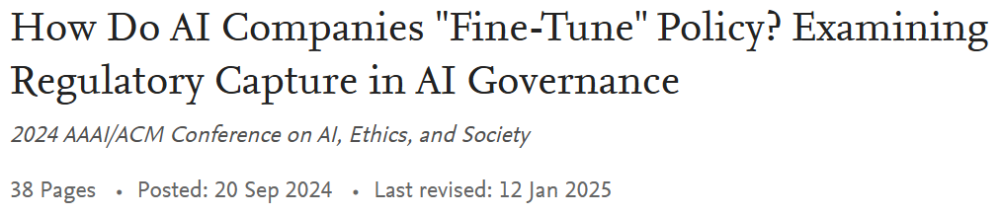 How Do AI Companies "Fine-Tune" Policy? Examining
Regulatory Capture in AI Governance
2024 AAAI/ACM Conference on AI, Ethics, and Society
38 Pages • Posted: 20 Sep 2024 • Last revised: 12 Jan 2025